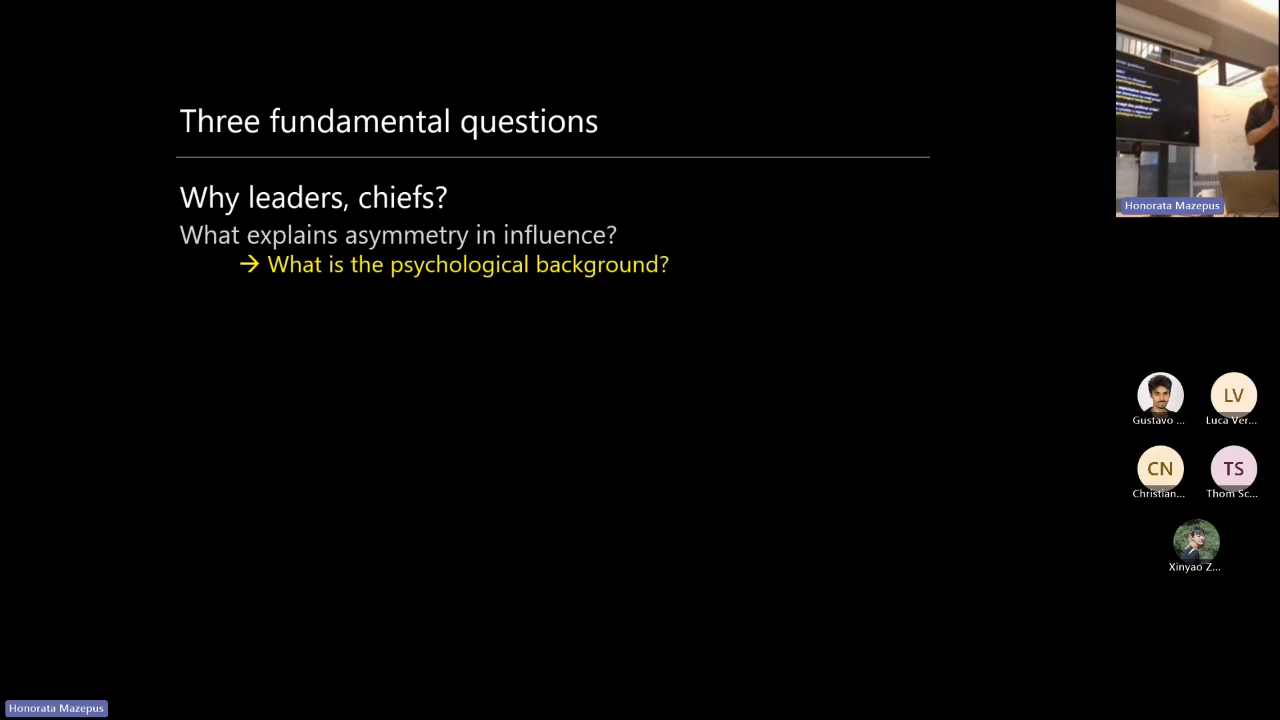 Three fundamental questions
Why leaders, chiefs?
What explains asymmetry in influence?
→ What is the psychological background?
Honorata Mazepus
Gustavo ...
LV
Luca Ver...
CN
Christian...
TS
Thom Sc...
Xinyao Z...
Honorata Mazepus